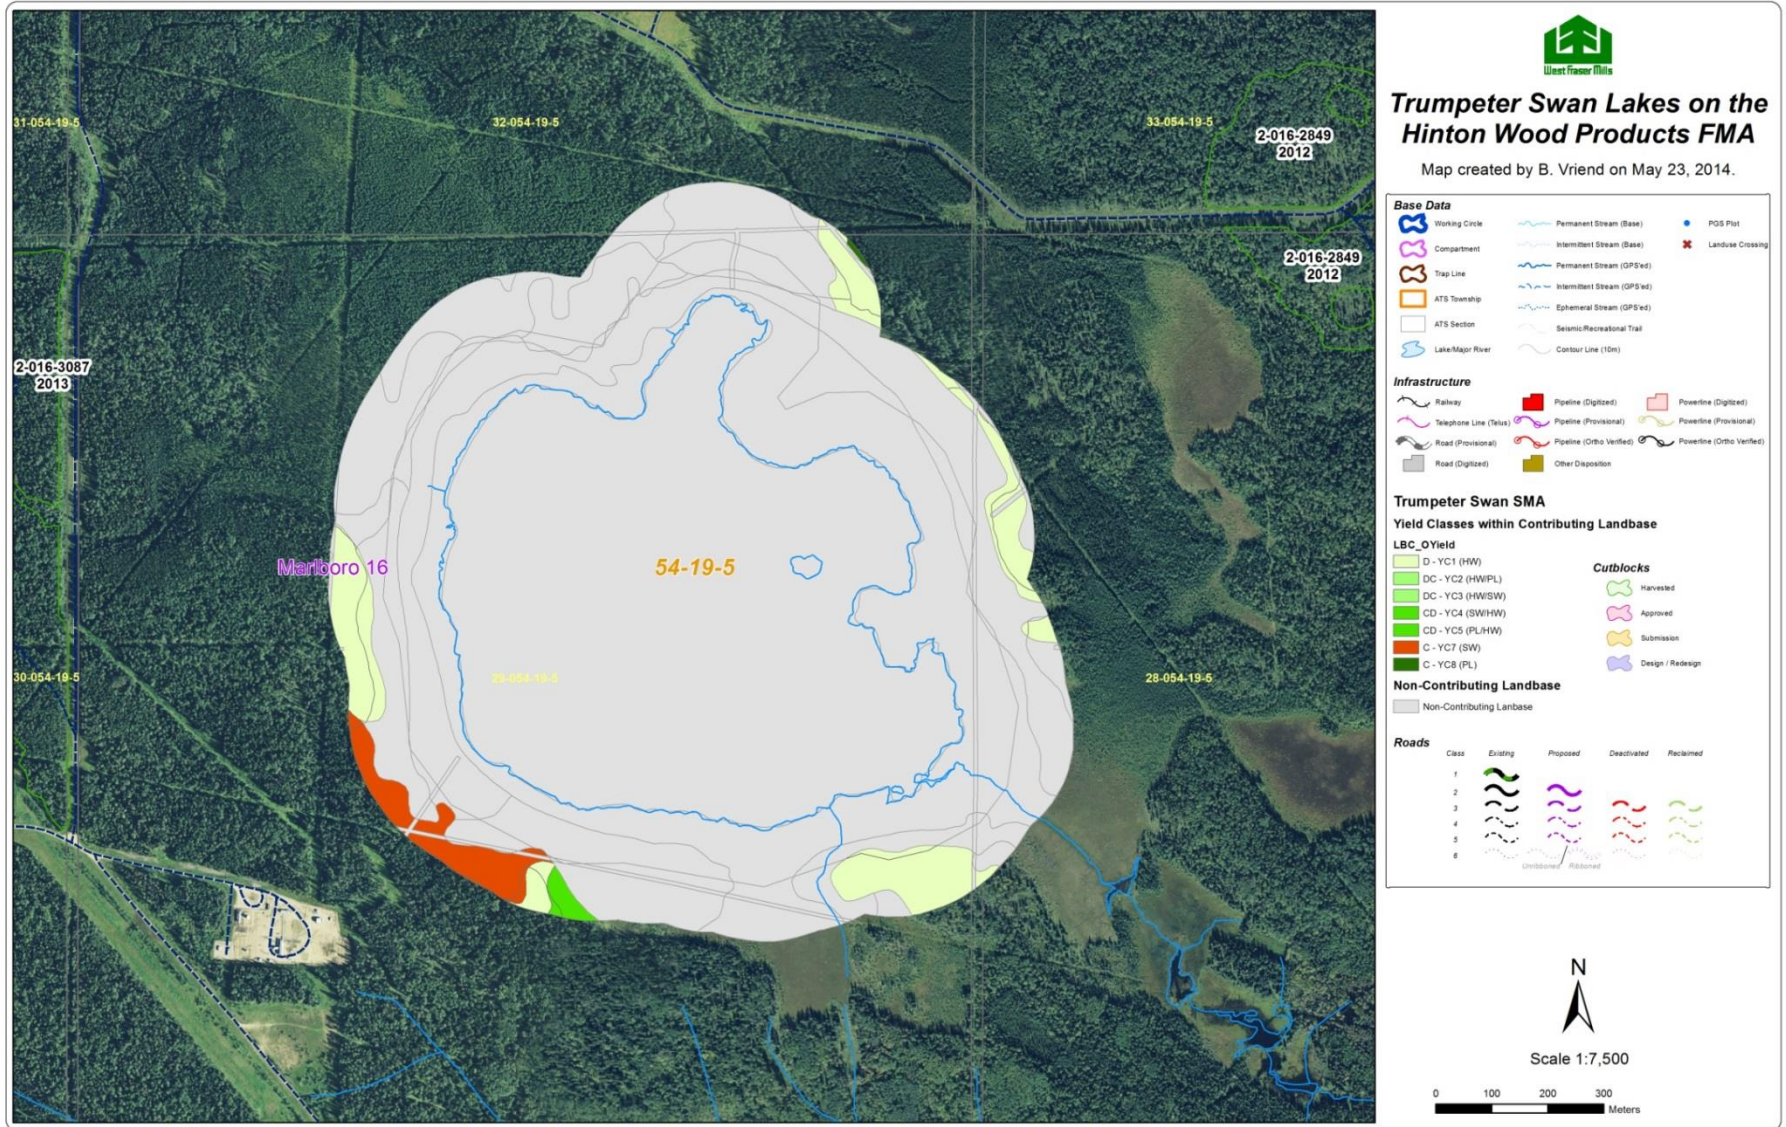 31-054-19-5
32-054-19-5
33-054-19-5
2-016-2849
2012
2-016-2849
2012
2-016-3087
2013
Marlboro 16
54-19-5
30-054-19-5
29-054-19-5
28-054-19-5
West Fraser Mills
Trumpeter Swan Lakes on the
Hinton Wood Products FMA
Map created by B. Vriend on May 23, 2014.
Base Data
Working Circle
Compartment
Trap Line
ATS Township
ATS Section
Lake/Major River
Permanent Stream (Base)
Intermittent Stream (Base)
Permanent Stream (GPS'ed)
Intermittent Stream (GPS'ed)
Ephemeral Stream (GPS'ed)
Seismic/Recreational Trail
Contour Line (10m)
PGS Plot
Landuse Crossing
Infrastructure
Railway
Telephone Line (Telus)
Road (Provisional)
Road (Digitized)
Pipeline (Digitized)
Pipeline (Provisional)
Pipeline (Ortho Verified)
Other Disposition
Powerline (Digitized)
Powerline (Provisional)
Powerline (Ortho Verified)
Trumpeter Swan SMA
Yield Classes within Contributing Landbase
LBC_OYield
D - YC1 (HW)
DC - YC2 (HW/PL)
DC - YC3 (HW/SW)
CD - YC4 (SW/HW)
CD - YC5 (PL/HW)
C - YC7 (SW)
C - YC8 (PL)
Cutblocks
Harvested
Approved
Submission
Design / Redesign
Non-Contributing Landbase
Non-Contributing Lanbase
Roads
Class Existing Proposed Deactivated Reclaimed
1
2
3
4
5
6
Unribboned Ribboned
N
Scale 1:7,500
0 100 200 300
Meters